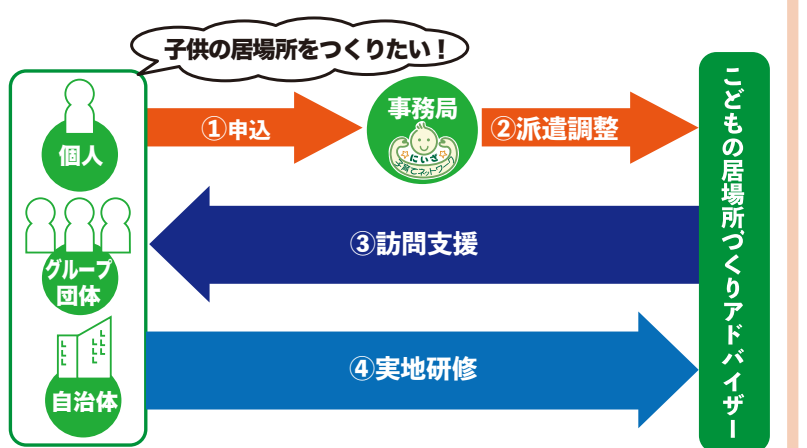 子供の居場所をつくりたい！
個人
グループ
団体
自治体
①申込
事務局
にいざ
子育てネットワーク
②派遣調整
③訪問支援
④実地研修
こどもの居場所づくりアドバイザー